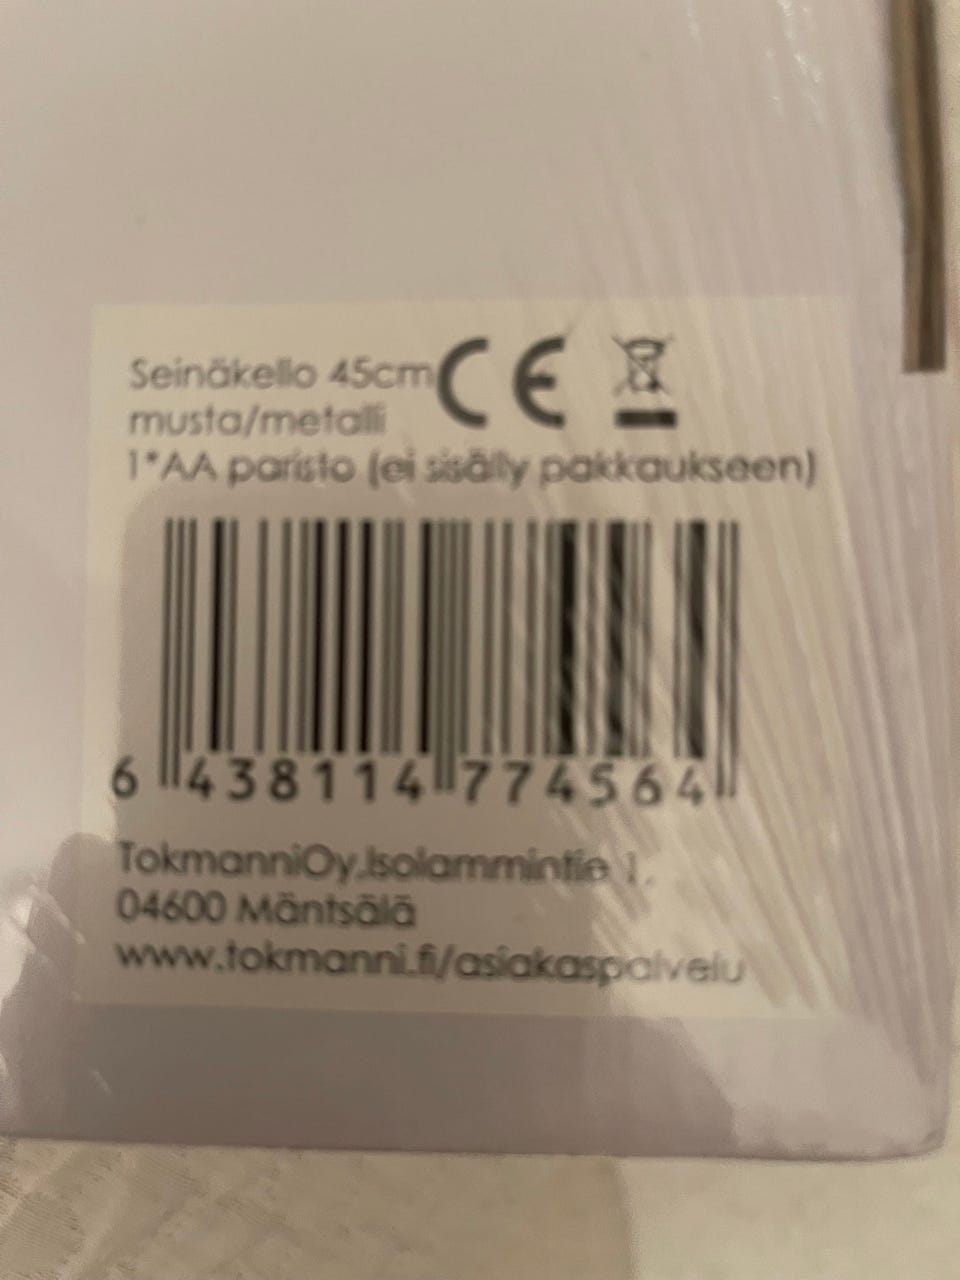 Seinäkello 45cm CE
musta/metalli
1*AA paristo (ei sisälly pakkaukseen)
6 438114 774564
TokmanniOy,Isolammintie 1,
04600 Mäntsälä
www.tokmanni.fi/asiakaspalvelu